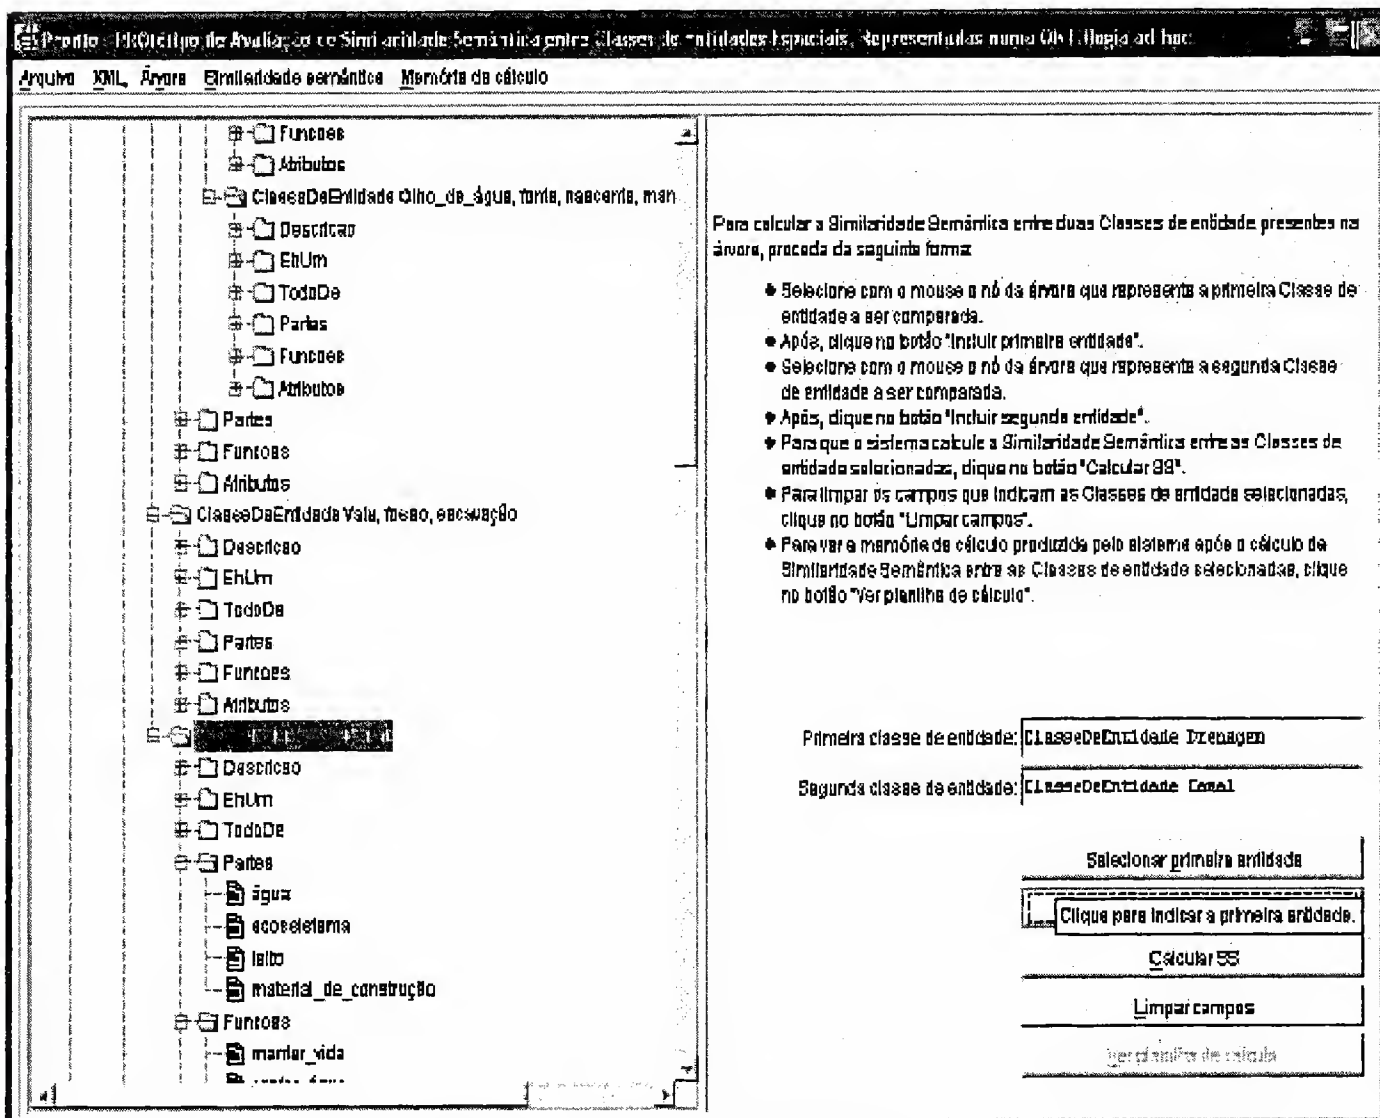 Pronto - PROtótipo de Avaliação de Similaridade Semântica entre Classes de Entidades Espaciais, Representadas numa ONTOlogia ad-hoc
Arquivo XML Árvore Similaridade semântica Memória de cálculo
Funcoes
Atributos
ClasseDeEntidade Olho_de_água, fonte, nascente, man
Descricao
EhUm
TodoDe
Partes
Funcoes
Atributos
Partes
Funcoes
Atributos
ClasseDeEntidade Vala, fosso, escavação
Descricao
EhUm
TodoDe
Partes
Funcoes
Atributos
Descricao
EhUm
TodoDe
Partes
água
ecossistema
leito
material_de_construção
Funcoes
manter_vida
Para calcular a Similaridade Semântica entre duas Classes de entidade presentes na
árvore, proceda da seguinte forma
Selecione com o mouse o nó da árvore que representa a primeira Classe de
entidade a ser comparada.
Após, clique no botão "Incluir primeira entidade".
Selecione com o mouse o nó da árvore que representa a segunda Classe
de entidade a ser comparada.
Após, clique no botão "Incluir segunda entidade".
Para que o sistema calcule a Similaridade Semântica entre as Classes de
entidade selecionadas, clique no botão "Calcular SS".
Para limpar os campos que indicam as Classes de entidade selecionadas,
clique no botão "Limpar campos".
Para ver a memória de cálculo produzida pelo sistema após o cálculo da
Similaridade Semântica entre as Classes de entidade selecionadas, clique
no botão "Ver planilha de cálculo".
Primeira classe de entidade: ClasseDeEntidade Drenagem
Segunda classe de entidade: ClasseDeEntidade Canal
Selecionar primeira entidade
Clique para indicar a primeira entidade.
Calcular SS
Limpar campos
Ver planilha de cálculo